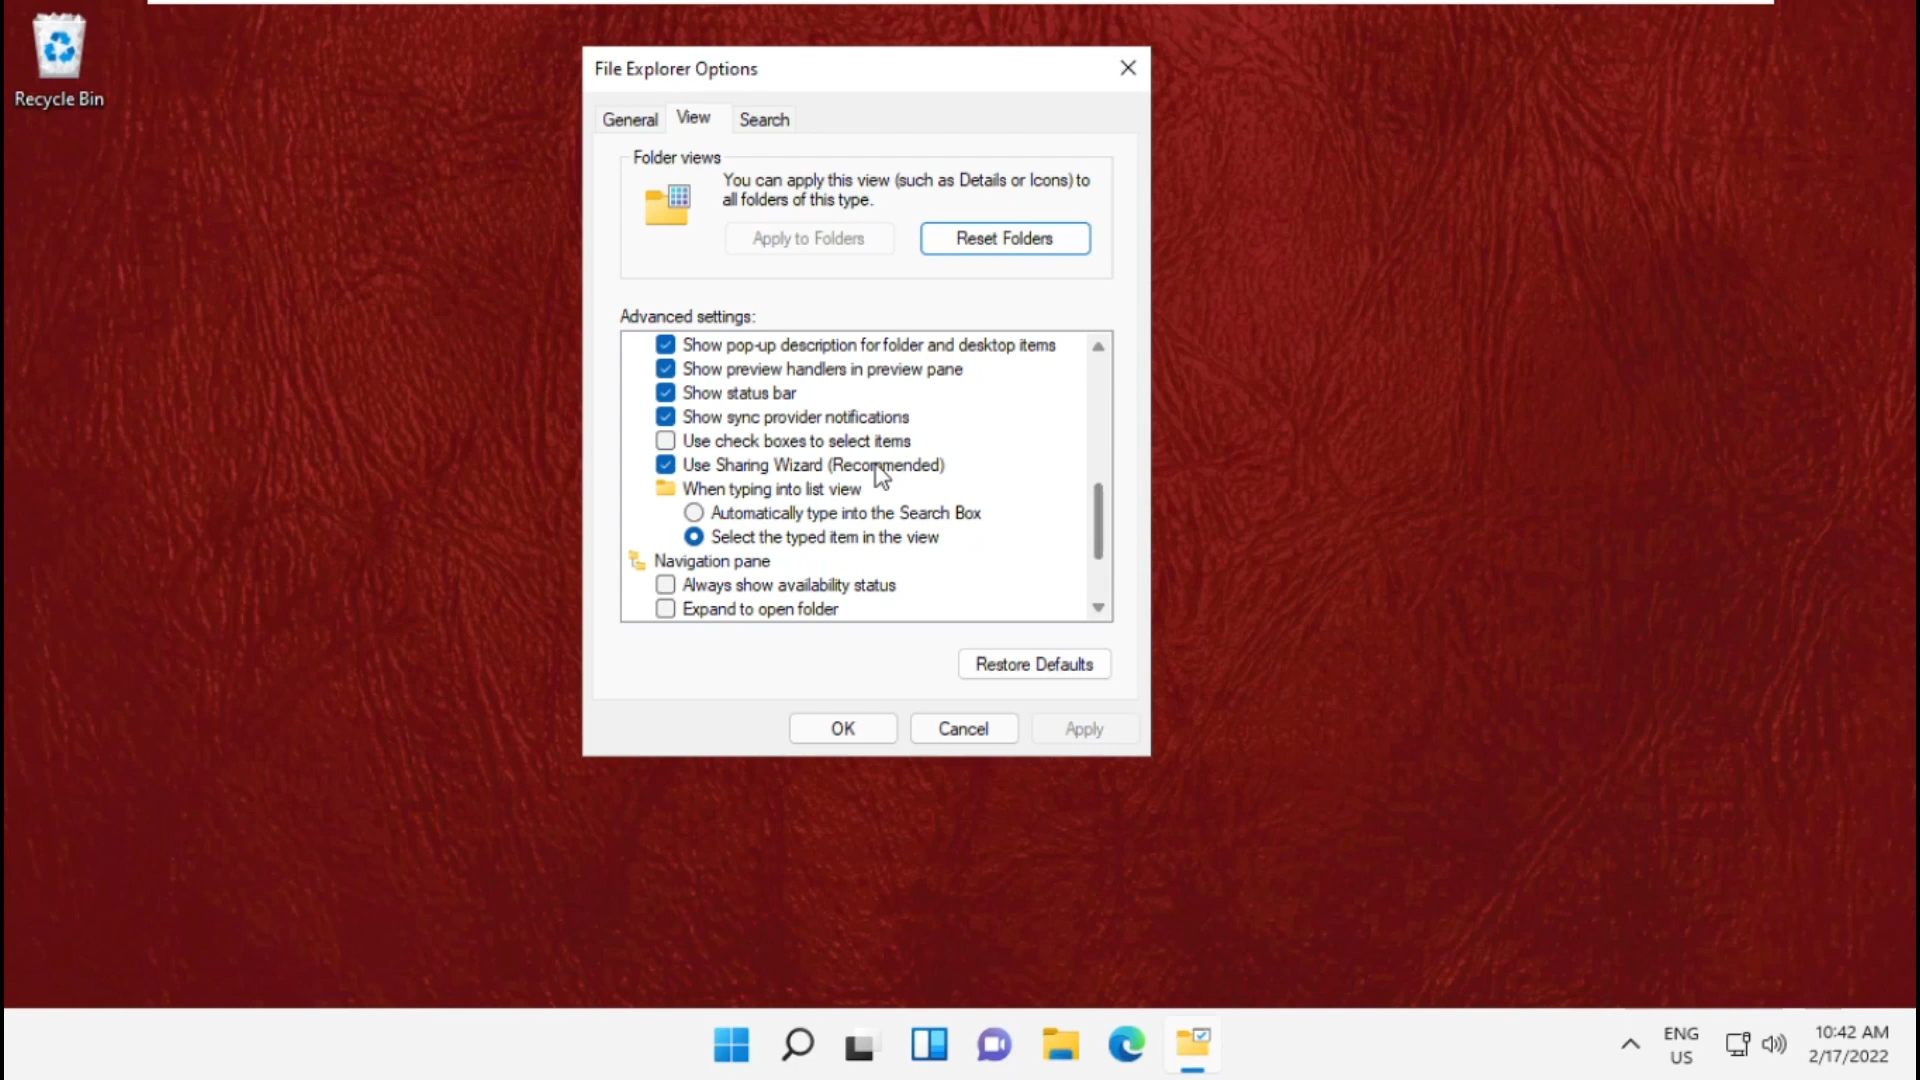 Recycle Bin
File Explorer Options
General
View
Search
Folder views
You can apply this view (such as Details or Icons) to
all folders of this type.
Apply to Folders
Reset Folders
Advanced settings:
Show pop-up description for folder and desktop items
Show preview handlers in preview pane
Show status bar
Show sync provider notifications
Use check boxes to select items
Use Sharing Wizard (Recommended)
When typing into list view
Automatically type into the Search Box
Select the typed item in the view
Navigation pane
Always show availability status
Expand to open folder
Restore Defaults
OK
Cancel
Apply
ENG
US
10:42 AM
2/17/2022